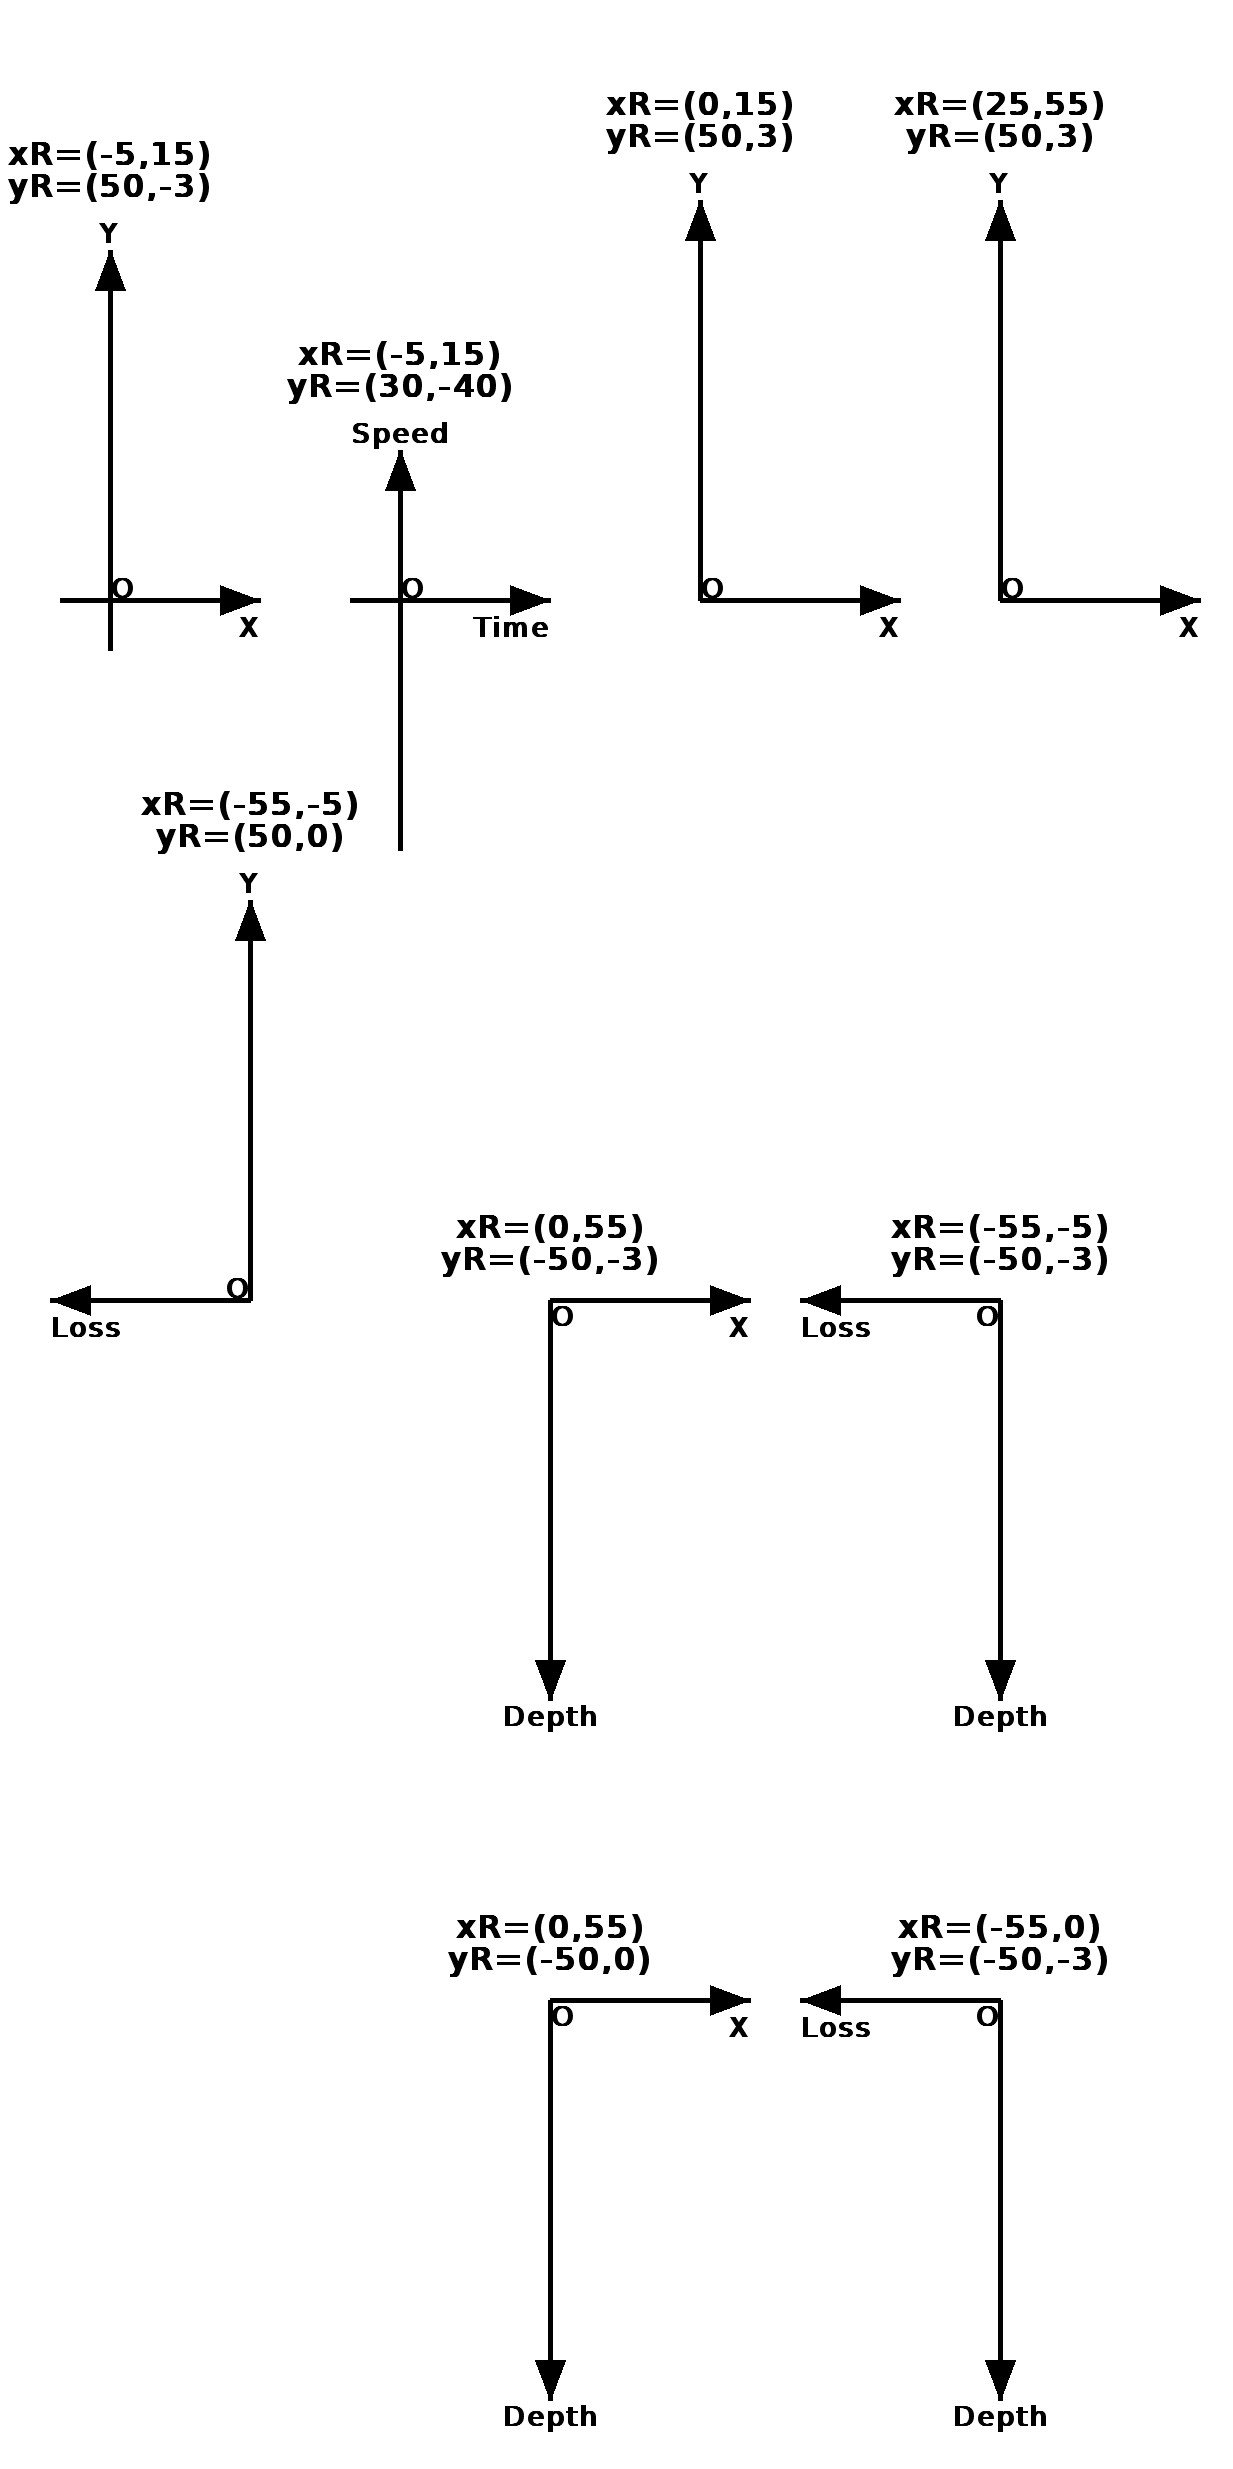 xR=(0,15)
yR=(50,3)
Y
O
X
xR=(25,55)
yR=(50,3)
Y
O
X
xR=(-5,15)
yR=(50,-3)
Y
O
X
xR=(-5,15)
yR=(30,-40)
Speed
O
Time
xR=(-55,-5)
yR=(50,0)
Y
O
Loss
xR=(0,55)
yR=(-50,-3)
O
X
Depth
xR=(-55,-5)
yR=(-50,-3)
O
Loss
Depth
xR=(0,55)
yR=(-50,0)
O
X
Depth
xR=(-55,0)
yR=(-50,-3)
O
Loss
Depth